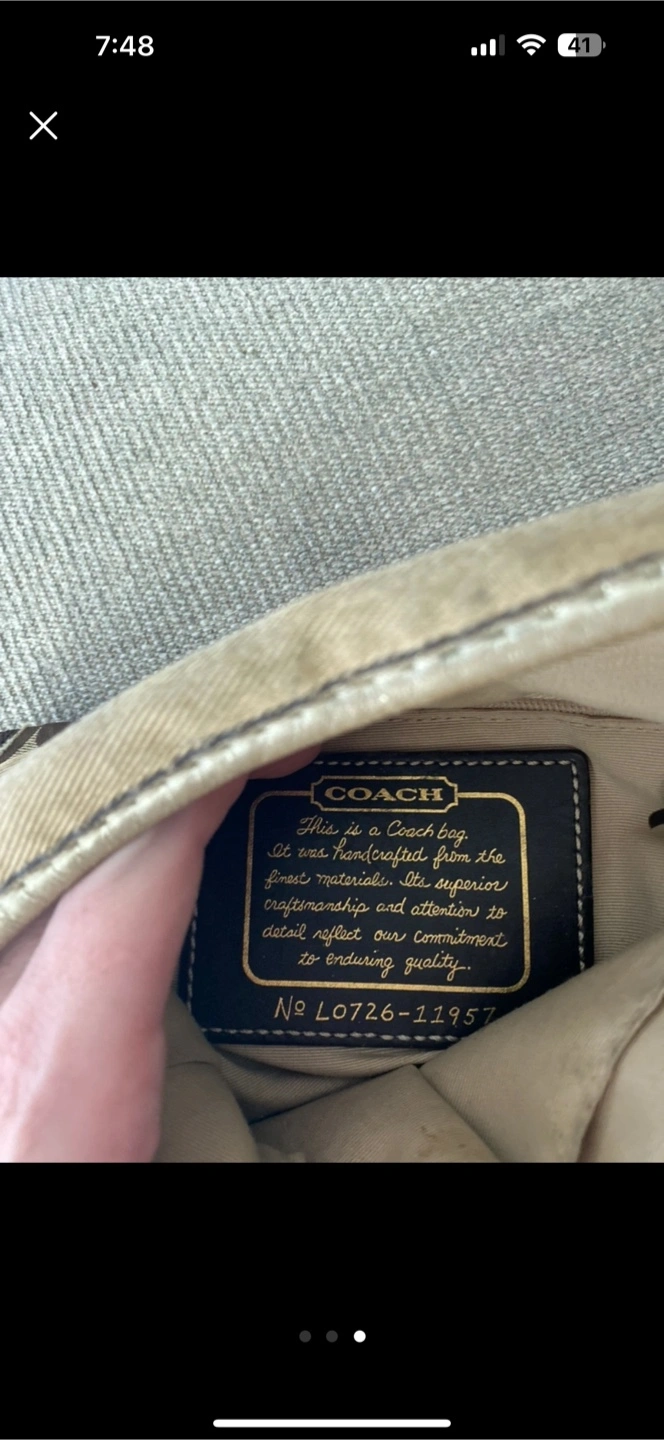 7:48
41
COACH
This is a Coach bag.
It was handcrafted from the
finest materials. Its superior
craftsmanship and attention to
detail reflect our commitment
to enduring quality.
Nº L0726-11957